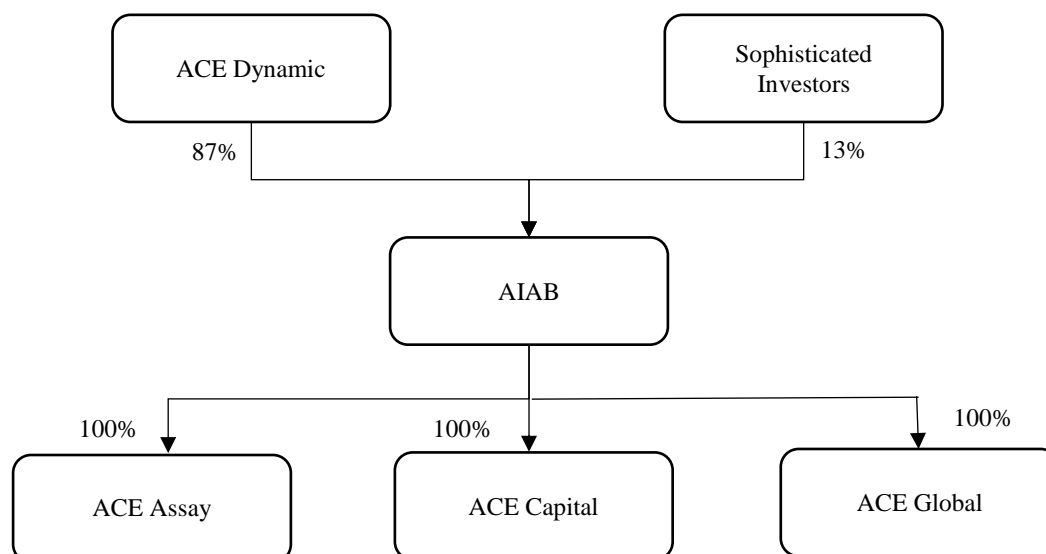 ACE Dynamic
Sophisticated
Investors
87%
13%
AIAB
100%
100%
100%
ACE Assay
ACE Capital
ACE Global